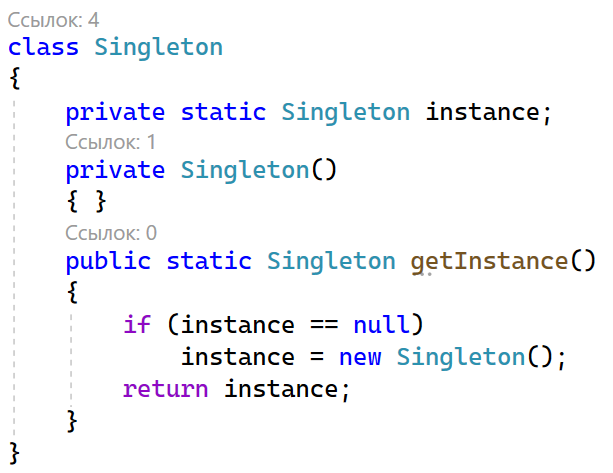 Ссылок: 4
class Singleton
{
    private static Singleton instance;
    Ссылок: 1
    private Singleton()
    { }
    Ссылок: 0
    public static Singleton getInstance()
    {
        if (instance == null)
            instance = new Singleton();
        return instance;
    }
}